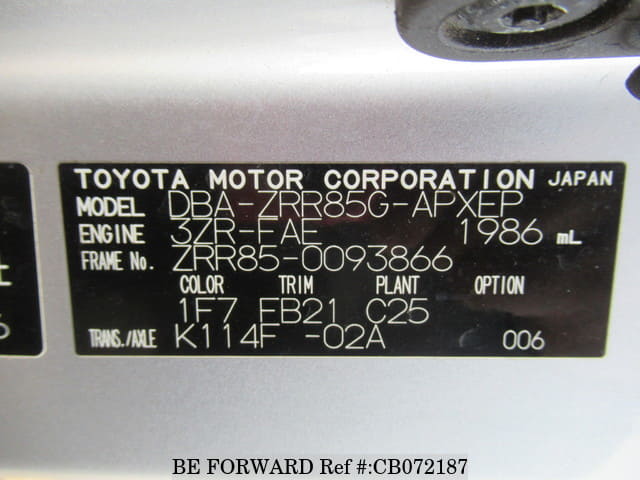 TOYOTA MOTOR CORPORATION JAPAN
MODEL DBA-ZRR85G-APXEP
ENGINE 3ZR-FAE 1986 mL
FRAME No. ZRR85-0093866
COLOR TRIM PLANT OPTION
1F7 EB21 C25
TRANS./AXLE K114F -02A 006
BE FORWARD Ref #:CB072187